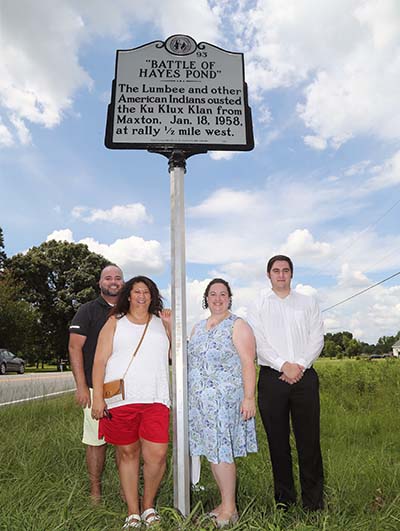 93
"BATTLE OF
HAYES POND"
The Lumbee and other
American Indians ousted
the Ku Klux Klan from
Maxton, Jan. 18, 1958,
at rally ½ mile west.